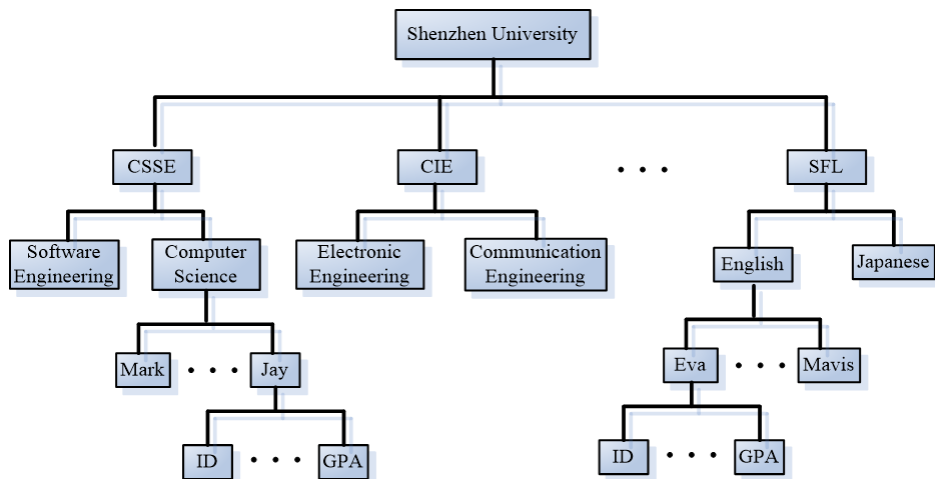 Shenzhen University
CSSE
CIE
. . .
SFL
Software
Engineering
Computer
Science
Electronic
Engineering
Communication
Engineering
English
Japanese
Mark
. . .
Jay
Eva
. . .
Mavis
ID
. . .
GPA
ID
. . .
GPA